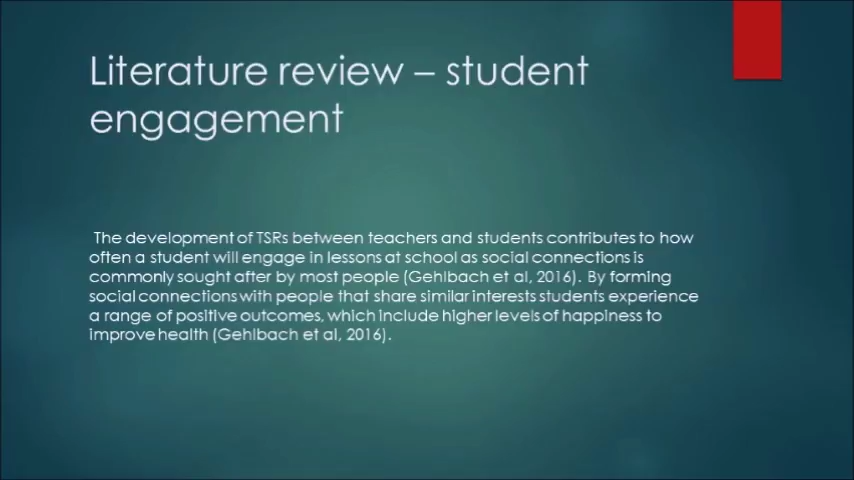 Literature review – student
engagement
The development of TSRs between teachers and students contributes to how
often a student will engage in lessons at school as social connections is
commonly sought after by most people (Gehlbach et al, 2016). By forming
social connections with people that share similar interests students experience
a range of positive outcomes, which include higher levels of happiness to
improve health (Gehlbach et al, 2016).